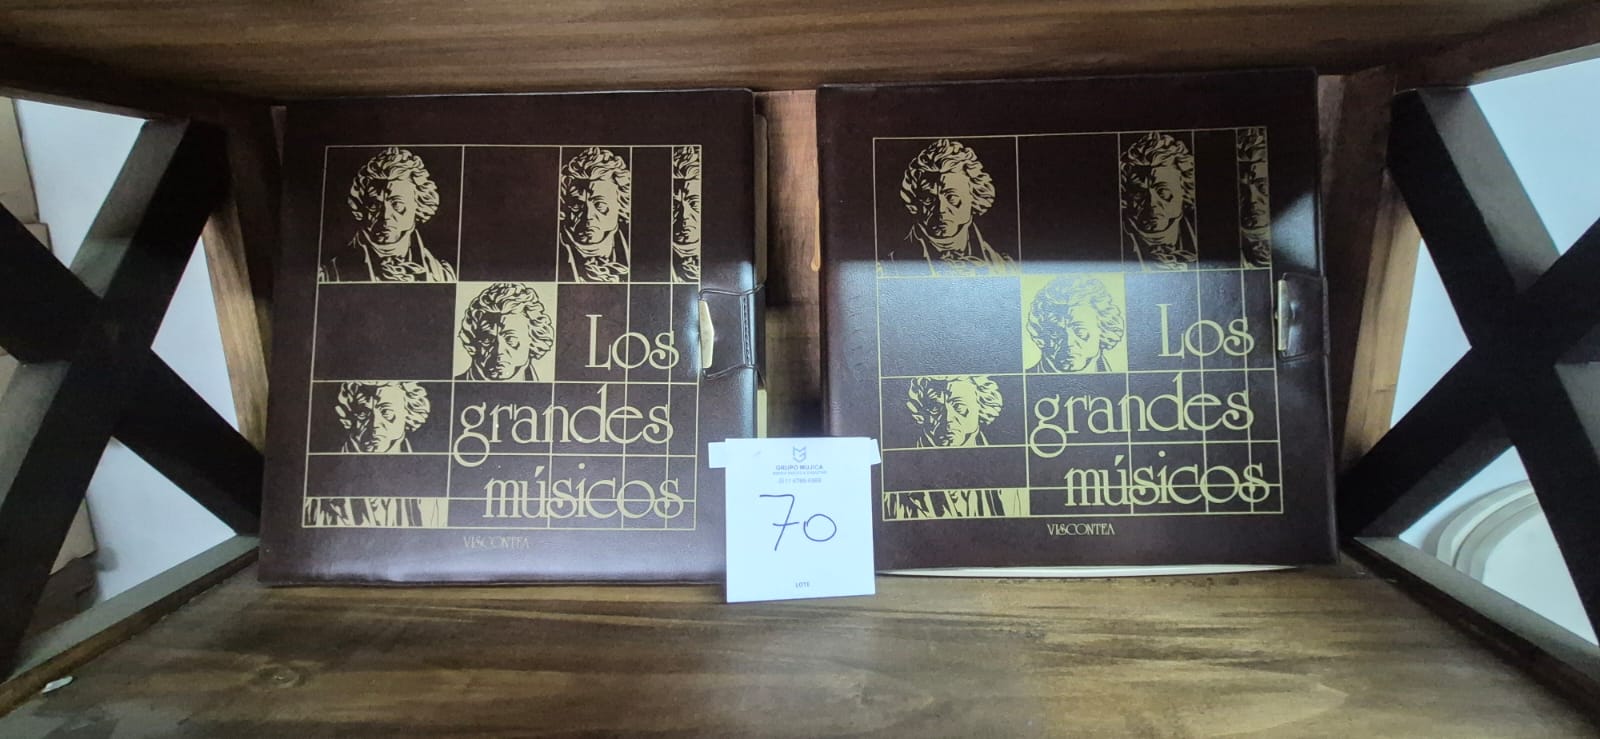 Los
grandes
músicos
VISCONTEA
Los
grandes
músicos
VISCONTEA
GRUPO MUJICA
70
LOTE